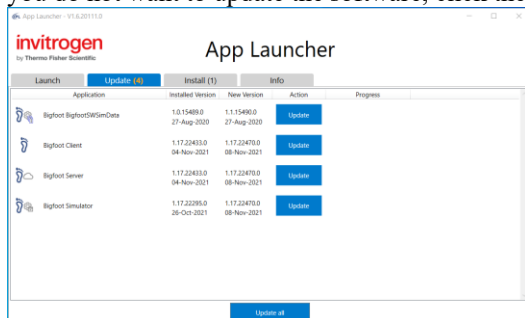 App Launcher - V1.6.20111.0
invitrogen
by Thermo Fisher Scientific
App Launcher
Launch Update (4) Install (1) Info
Application Installed Version New Version Action Progress
Bigfoot BigfootSWSimData 1.0.15489.0 1.1.15490.0 Update
27-Aug-2020 27-Aug-2020
Bigfoot Client 1.17.22433.0 1.17.22470.0 Update
04-Nov-2021 08-Nov-2021
Bigfoot Server 1.17.22433.0 1.17.22470.0 Update
04-Nov-2021 08-Nov-2021
Bigfoot Simulator 1.17.22285.0 1.17.22470.0 Update
26-Oct-2021 08-Nov-2021
Update all